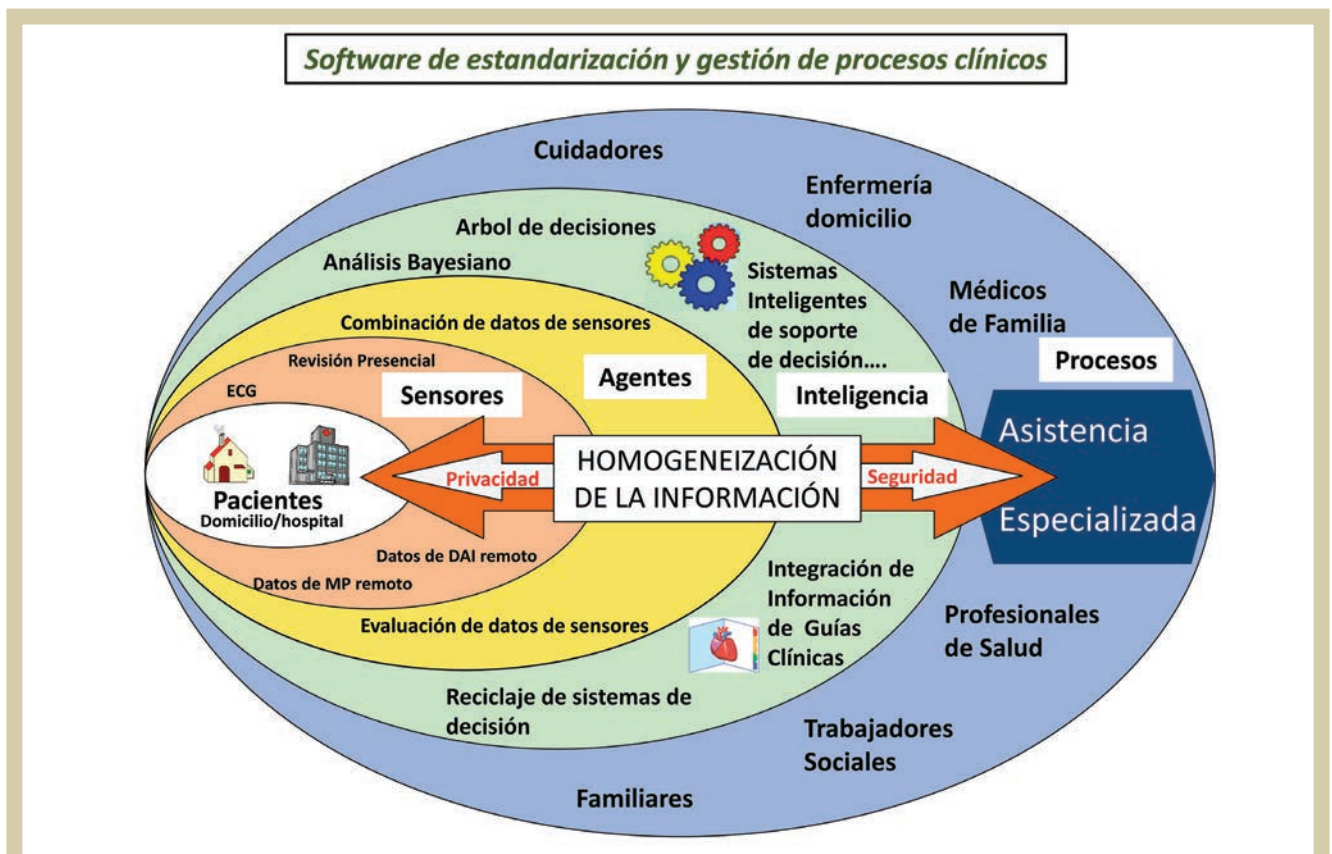 Software de estandarización y gestión de procesos clínicos
Cuidadores
Enfermería
domicilio
Arbol de decisiones
Análisis Bayesiano
Sistemas
Inteligentes
de soporte
de decisión....
Médicos
de Familia
Combinación de datos de sensores
Revisión Presencial
ECG
Sensores
Agentes
Inteligencia
Procesos
Pacientes
Domicilio/hospital
Privacidad
HOMOGENEIZACIÓN
DE LA INFORMACIÓN
Seguridad
Asistencia
Especializada
Datos de DAI remoto
Datos de MP remoto
Evaluación de datos de sensores
Integración de
Información
de Guías
Clínicas
Profesionales
de Salud
Reciclaje de sistemas de
decisión
Trabajadores
Sociales
Familiares